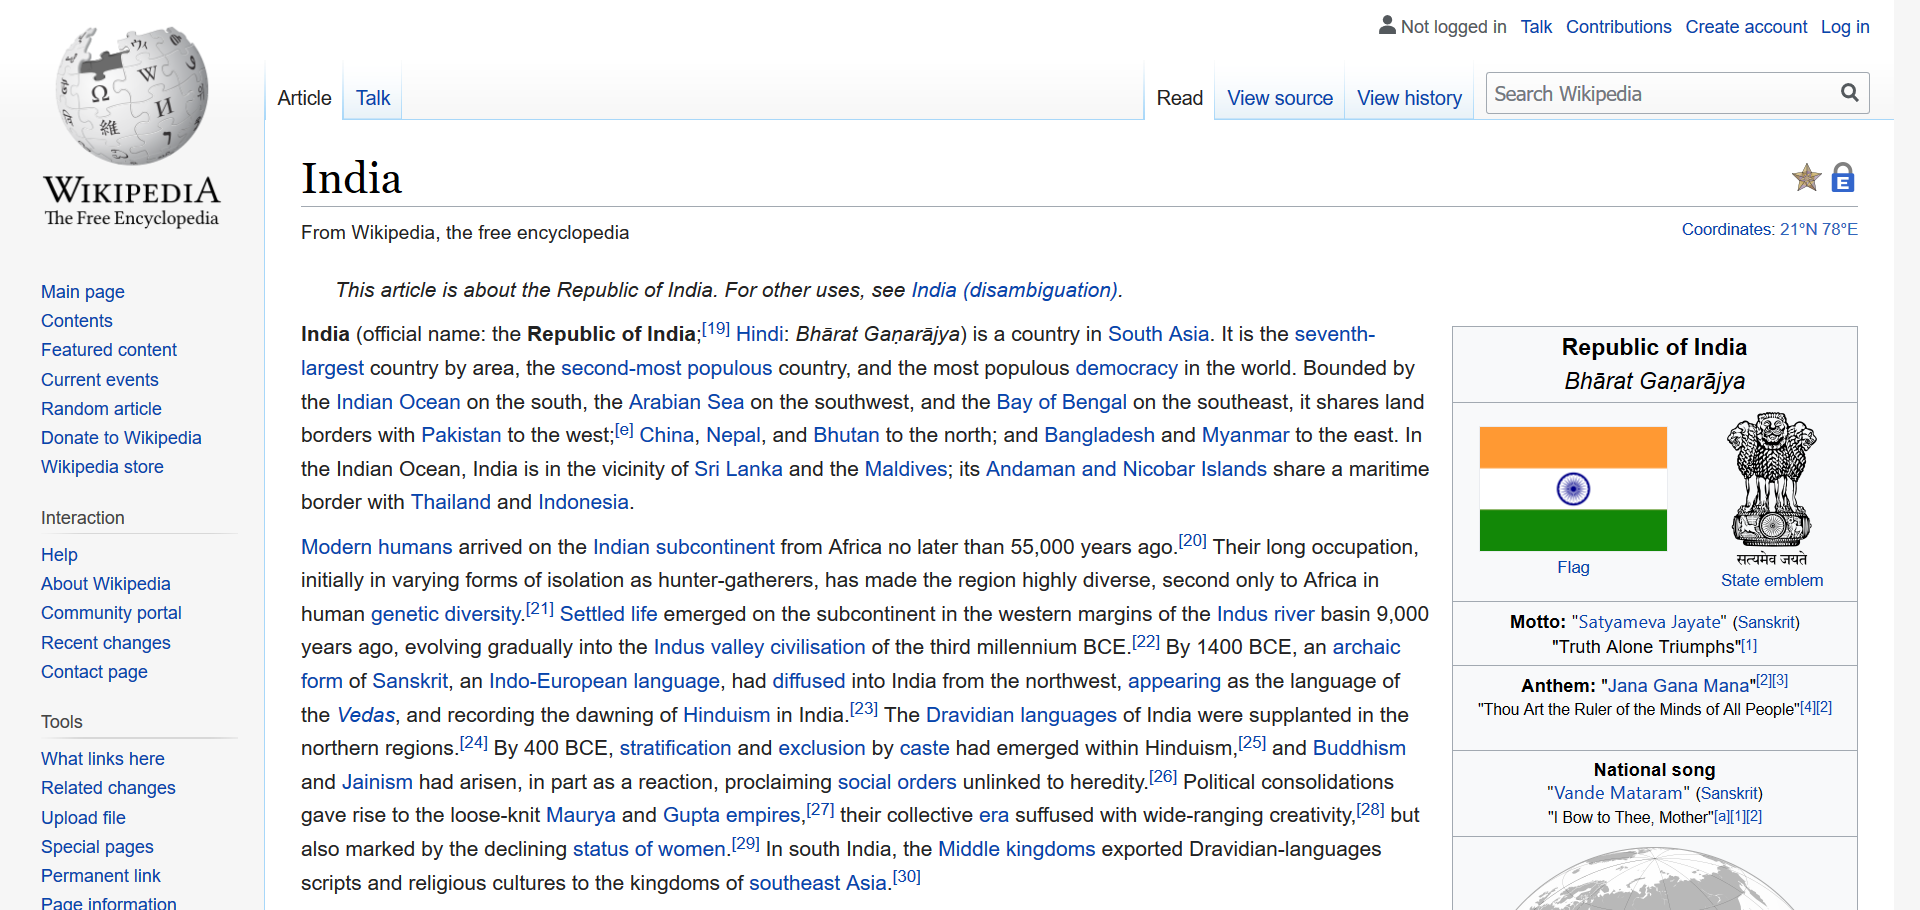 Not logged in Talk Contributions Create account Log in
Article Talk Read View source View history Search Wikipedia
WIKIPEDIA
The Free Encyclopedia
Main page
Contents
Featured content
Current events
Random article
Donate to Wikipedia
Wikipedia store
Interaction
Help
About Wikipedia
Community portal
Recent changes
Contact page
Tools
What links here
Related changes
Upload file
Special pages
Permanent link
Page information
India
From Wikipedia, the free encyclopedia
Coordinates: 21°N 78°E
This article is about the Republic of India. For other uses, see India (disambiguation).
India (official name: the Republic of India;[19] Hindi: Bhārat Gaṇarājya) is a country in South Asia. It is the seventh-
largest country by area, the second-most populous country, and the most populous democracy in the world. Bounded by
the Indian Ocean on the south, the Arabian Sea on the southwest, and the Bay of Bengal on the southeast, it shares land
borders with Pakistan to the west;[e] China, Nepal, and Bhutan to the north; and Bangladesh and Myanmar to the east. In
the Indian Ocean, India is in the vicinity of Sri Lanka and the Maldives; its Andaman and Nicobar Islands share a maritime
border with Thailand and Indonesia.
Modern humans arrived on the Indian subcontinent from Africa no later than 55,000 years ago.[20] Their long occupation,
initially in varying forms of isolation as hunter-gatherers, has made the region highly diverse, second only to Africa in
human genetic diversity.[21] Settled life emerged on the subcontinent in the western margins of the Indus river basin 9,000
years ago, evolving gradually into the Indus valley civilisation of the third millennium BCE.[22] By 1400 BCE, an archaic
form of Sanskrit, an Indo-European language, had diffused into India from the northwest, appearing as the language of
the Vedas, and recording the dawning of Hinduism in India.[23] The Dravidian languages of India were supplanted in the
northern regions.[24] By 400 BCE, stratification and exclusion by caste had emerged within Hinduism,[25] and Buddhism
and Jainism had arisen, in part as a reaction, proclaiming social orders unlinked to heredity.[26] Political consolidations
gave rise to the loose-knit Maurya and Gupta empires,[27] their collective era suffused with wide-ranging creativity,[28] but
also marked by the declining status of women.[29] In south India, the Middle kingdoms exported Dravidian-languages
scripts and religious cultures to the kingdoms of southeast Asia.[30]
Republic of India
Bhārat Gaṇarājya
सत्यमेव जयते
Flag
State emblem
Motto: "Satyameva Jayate" (Sanskrit)
"Truth Alone Triumphs"[1]
Anthem: "Jana Gana Mana"[2][3]
"Thou Art the Ruler of the Minds of All People"[4][2]
National song
"Vande Mataram" (Sanskrit)
"I Bow to Thee, Mother"[a][1][2]